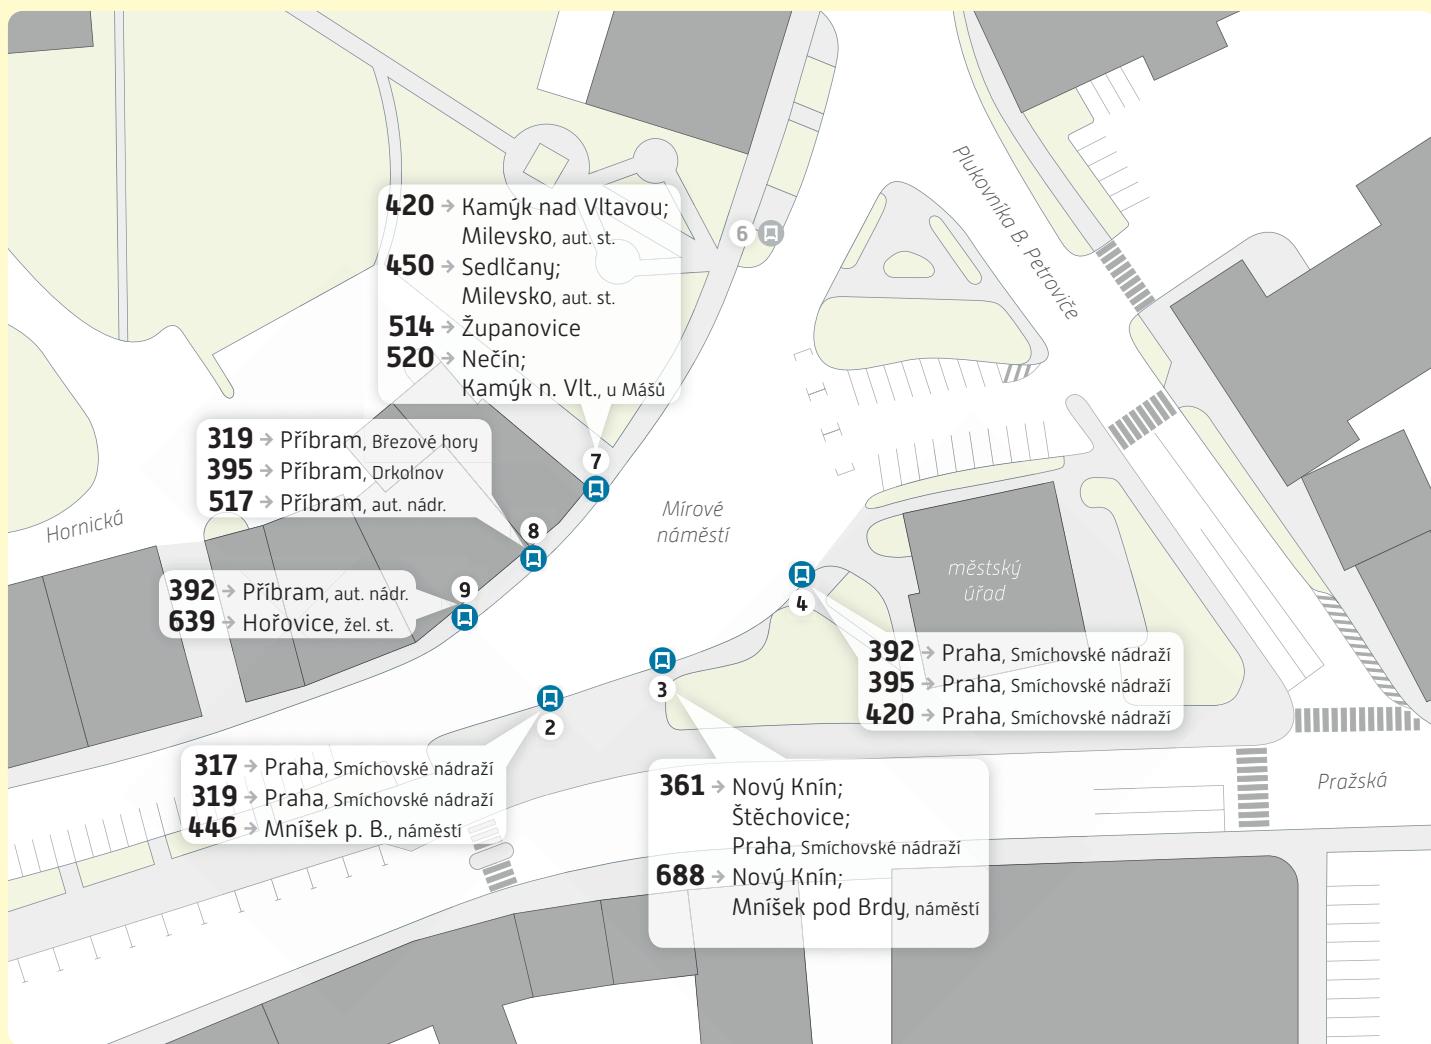 420 → Kamýk nad Vltavou;
Milevsko, aut. st.
450 → Sedlčany;
Milevsko, aut. st.
514 → Županovice
520 → Nečín;
Kamýk n. Vlt., u Mášů
6
Plukovníka B. Petroviče
7
319 → Příbram, Březové hory
395 → Příbram, Drkolnov
517 → Příbram, aut. nádr.
8
Hornická
Mírové
náměstí
392 → Příbram, aut. nádr.
639 → Hořovice, žel. st.
9
městský
úřad
4
392 → Praha, Smíchovské nádraží
395 → Praha, Smíchovské nádraží
420 → Praha, Smíchovské nádraží
3
2
317 → Praha, Smíchovské nádraží
319 → Praha, Smíchovské nádraží
446 → Mníšek p. B., náměstí
361 → Nový Knín;
Štěchovice;
Praha, Smíchovské nádraží
688 → Nový Knín;
Mníšek pod Brdy, náměstí
Pražská